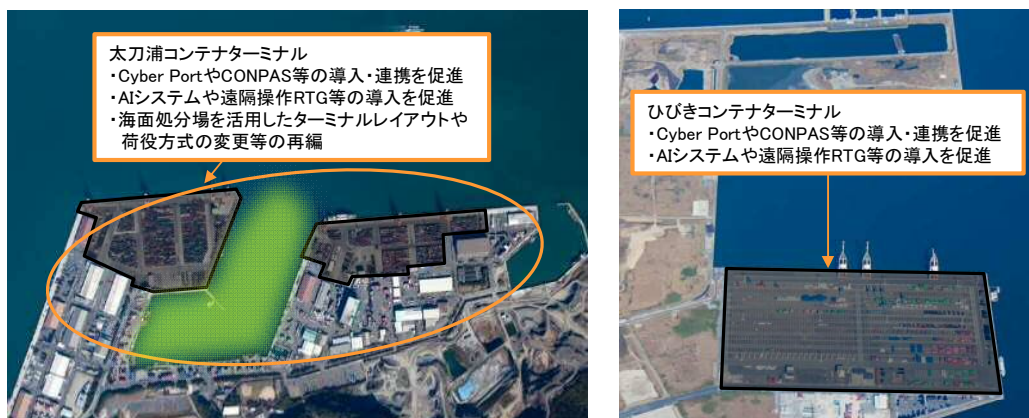 太刀浦コンテナターミナル
・Cyber PortやCONPAS等の導入・連携を促進
・AIシステムや遠隔操作RTG等の導入を促進
・海面処分場を活用したターミナルレイアウトや
荷役方式の変更等の再編
ひびきコンテナターミナル
・Cyber PortやCONPAS等の導入・連携を促進
・AIシステムや遠隔操作RTG等の導入を促進